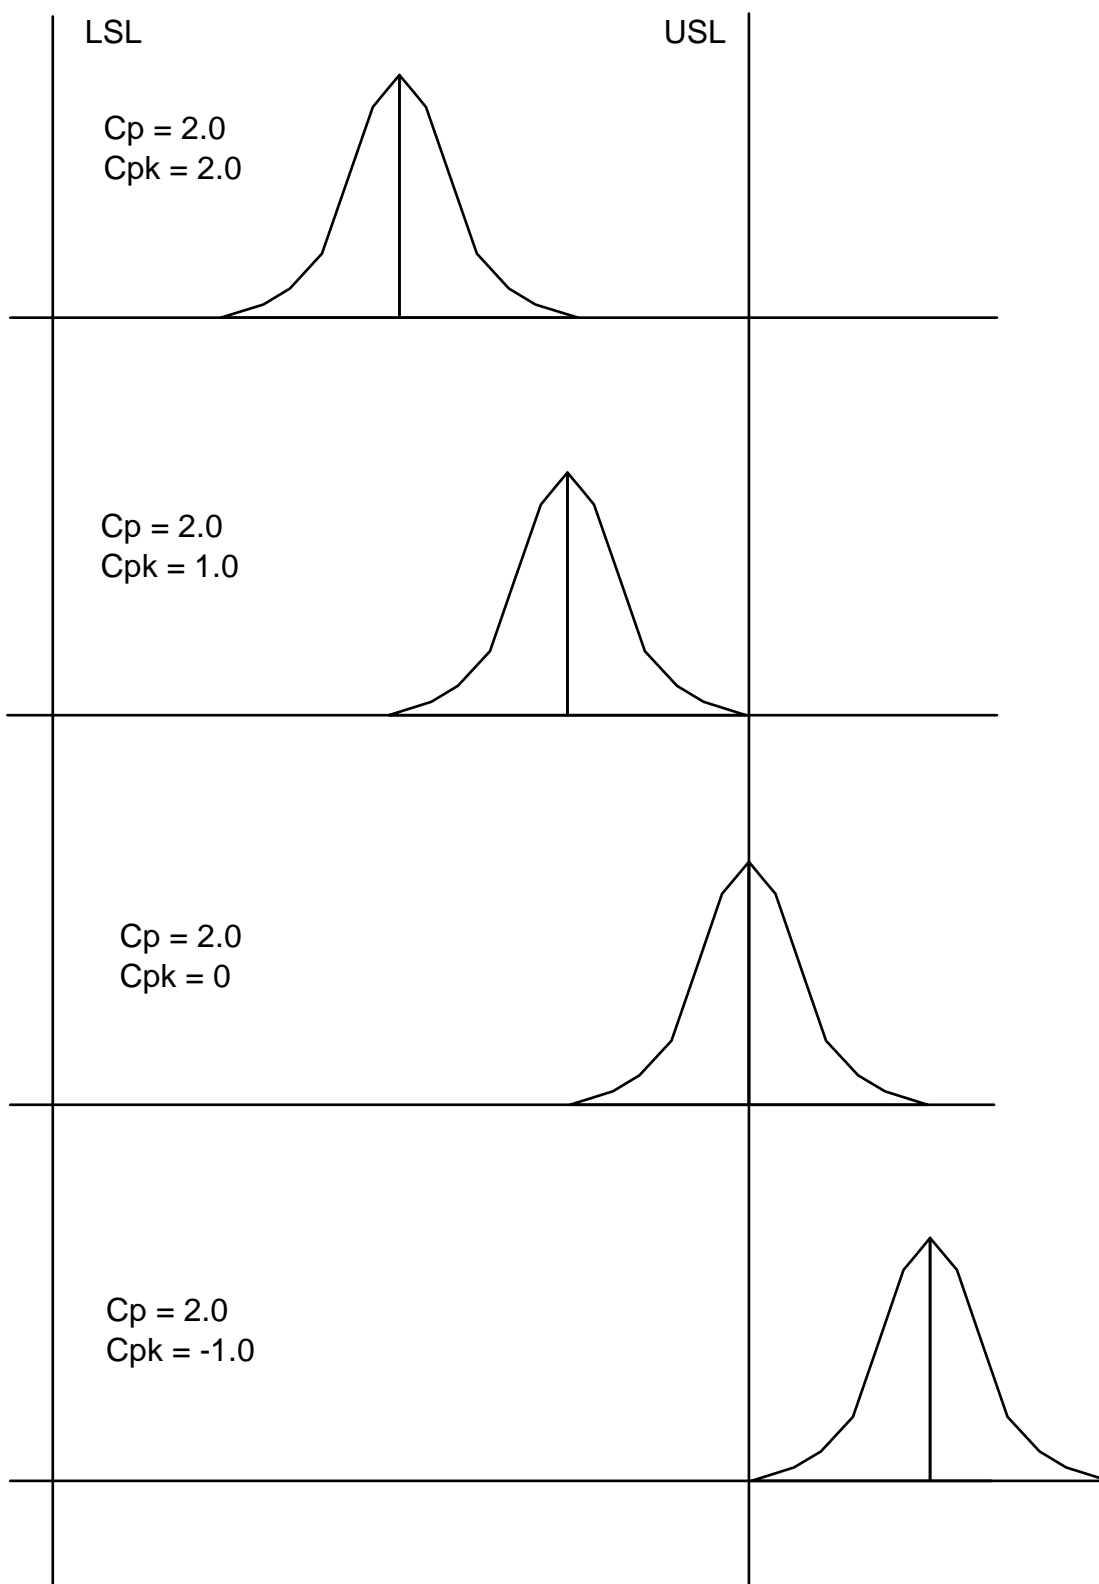 LSL
USL
Cp = 2.0
Cpk = 2.0
Cp = 2.0
Cpk = 1.0
Cp = 2.0
Cpk = 0
Cp = 2.0
Cpk = -1.0